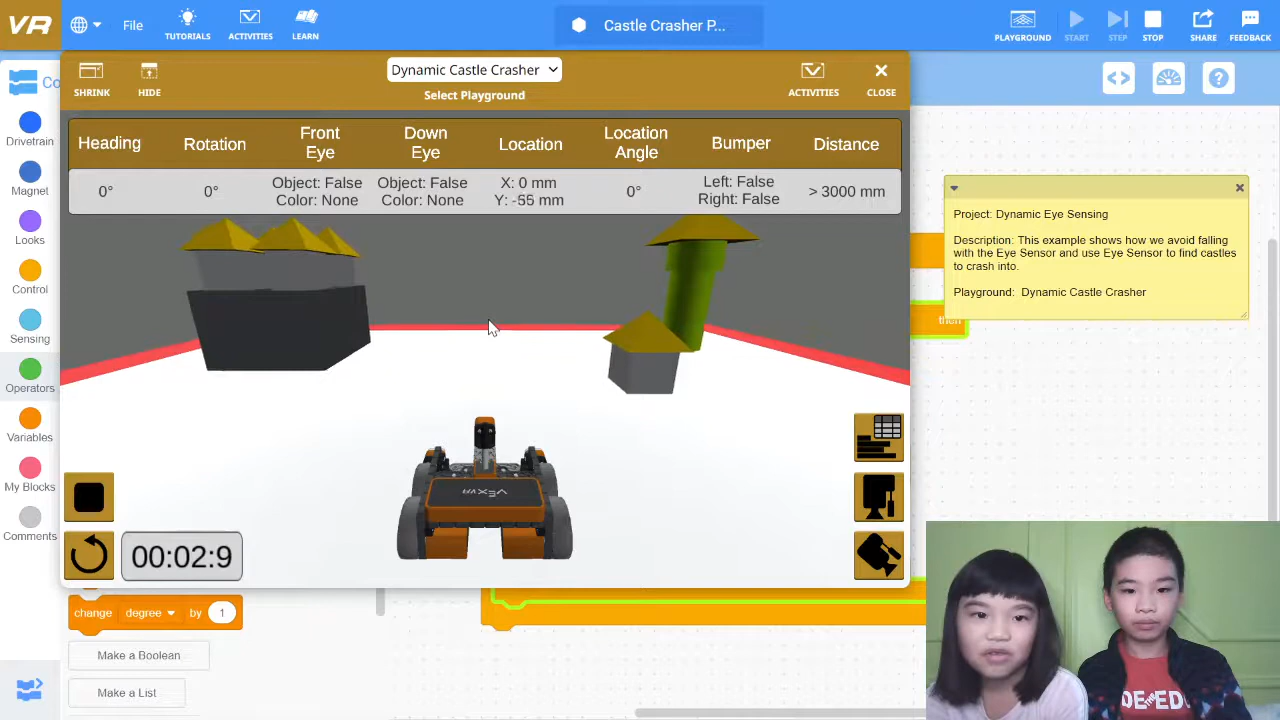 VR
File
TUTORIALS
ACTIVITIES
LEARN
Castle Crasher P...
PLAYGROUND
START
STEP
STOP
SHARE
FEEDBACK
Co
SHRINK
HIDE
Dynamic Castle Crasher
Select Playground
ACTIVITIES
CLOSE
Drivetrain
Magnet
Looks
Control
Sensing
Operators
Variables
My Blocks
Comments
Heading
Rotation
Front
Eye
Down
Eye
Location
Location
Angle
Bumper
Distance
0°
0°
Object: False
Color: None
Object: False
Color: None
X: 0 mm
Y: -55 mm
0°
Left: False
Right: False
> 3000 mm
Project: Dynamic Eye Sensing
Description: This example shows how we avoid falling
with the Eye Sensor and use Eye Sensor to find castles
to crash into.
Playground: Dynamic Castle Crasher
then
VEXVR
00:02:9
change degree by 1
Make a Boolean
Make a List